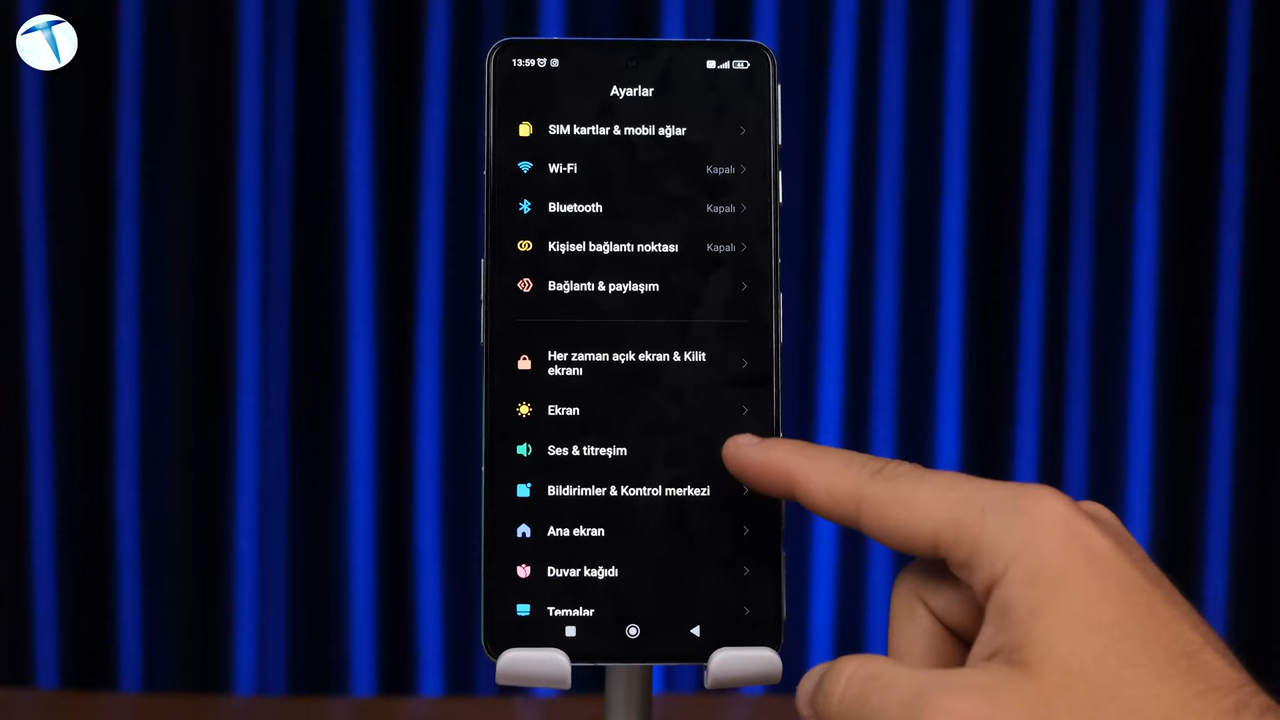 13:59
44
Ayarlar
SIM kartlar & mobil ağlar
Wi-Fi Kapalı
Bluetooth Kapalı
Kişisel bağlantı noktası Kapalı
Bağlantı & paylaşım
Her zaman açık ekran & Kilit
ekranı
Ekran
Ses & titreşim
Bildirimler & Kontrol merkezi
Ana ekran
Duvar kağıdı
Temalar